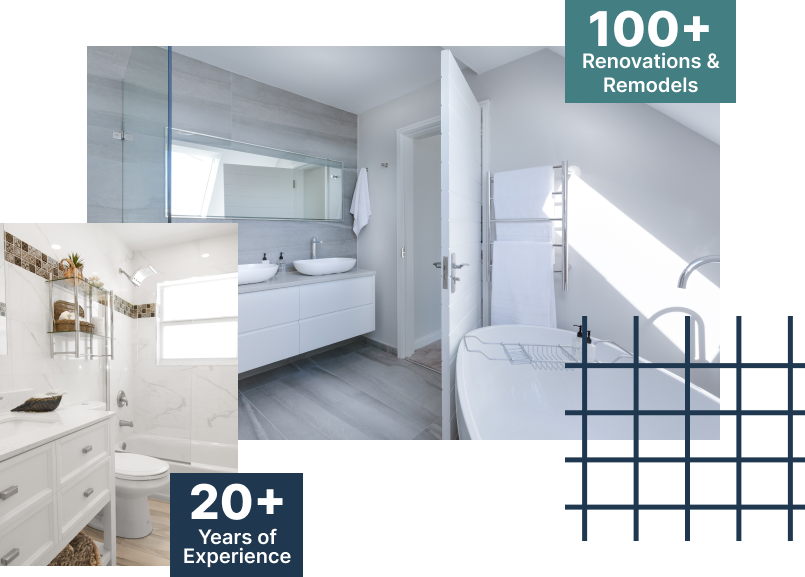 100+
Renovations &
Remodels
20+
Years of
Experience